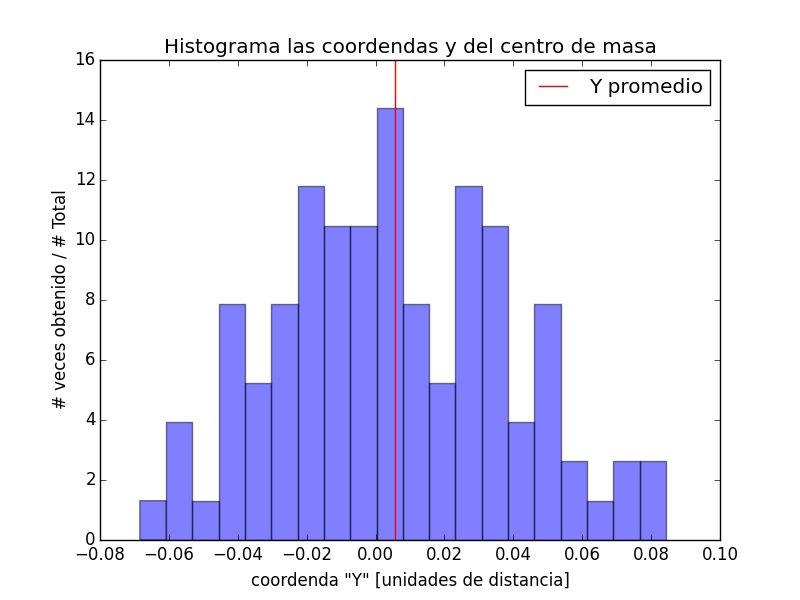 Histograma las coordendas y del centro de masa
Y promedio
16
14
12
10
8
6
4
2
0
# veces obtenido / # Total
−0.08 −0.06 −0.04 −0.02 0.00 0.02 0.04 0.06 0.08 0.10
coordenda "Y" [unidades de distancia]